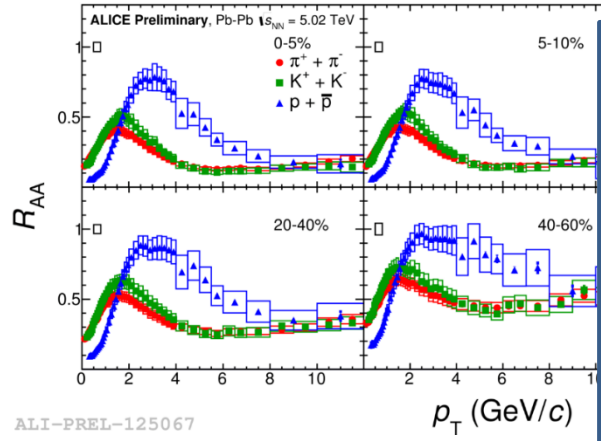 ALICE Preliminary, Pb-Pb √sNN = 5.02 TeV
0-5%
5-10%
π⁺ + π⁻
K⁺ + K⁻
p + p̅
1
0.5
20-40%
40-60%
1
0.5
RAA
0 2 4 6 8 10
2 4 6 8 10
pT (GeV/c)
ALI-PREL-125067